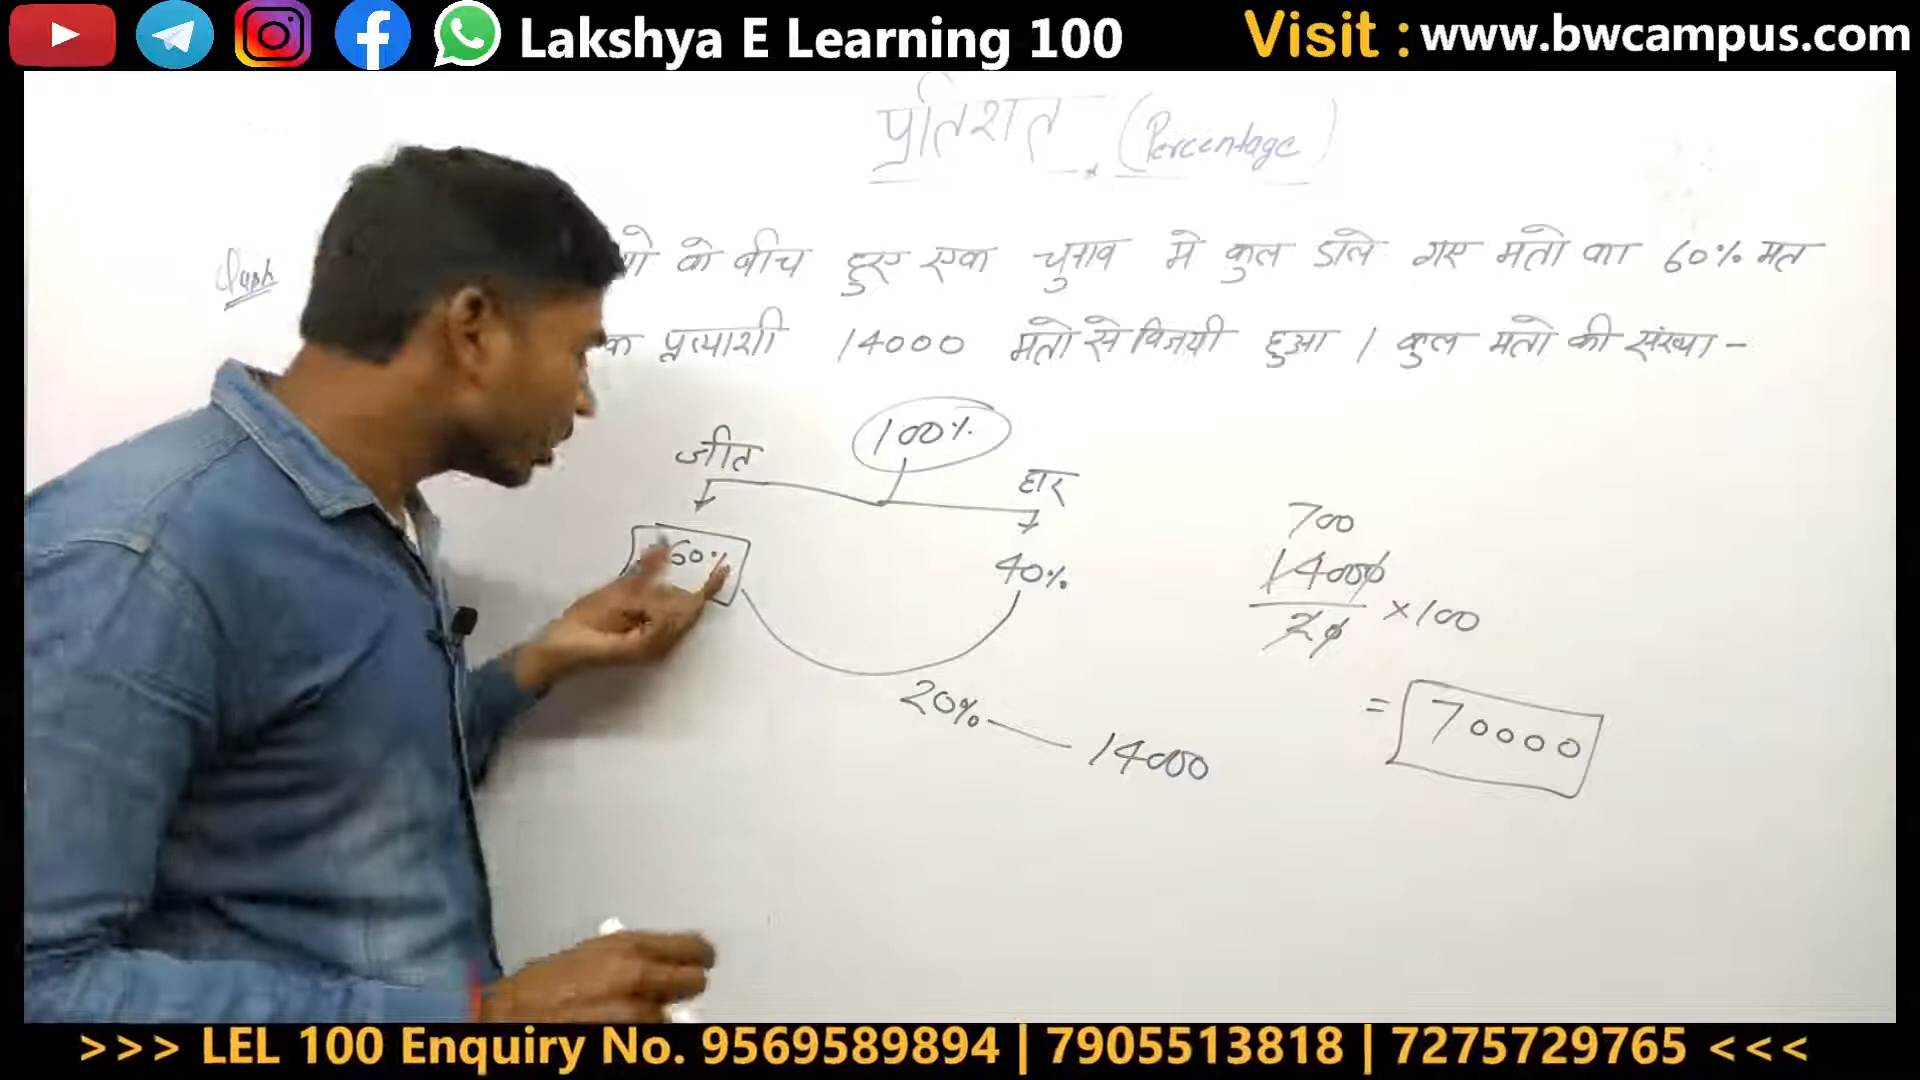 Lakshya E Learning 100
Visit : www.bwcampus.com
प्रतिशत (Percentage)
के बीच हुए एक चुनाव मे कुल डाले गए मतो का 60% मत
प्रत्याशी 14000 मतो से विजयी हुआ / कुल मतो की संख्या -
100%
जीत
हार
60%
40%
20% 14000
700
14000
20 ×100
= 70000
>>> LEL 100 Enquiry No. 9569589894 | 7905513818 | 7275729765 <<<